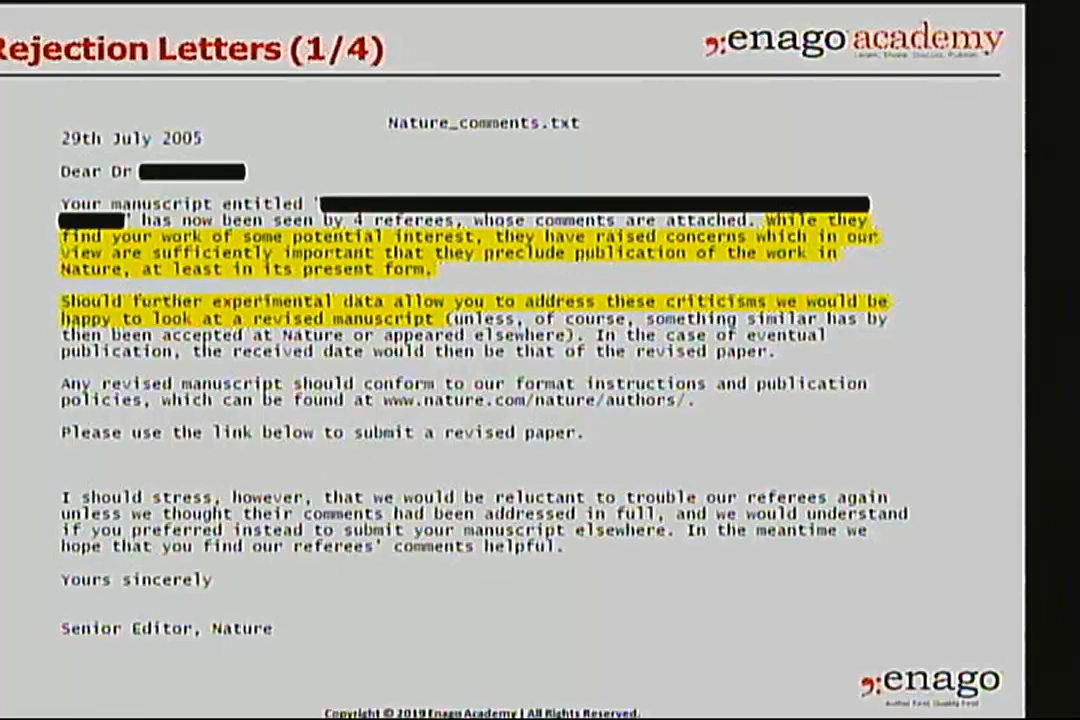 Rejection Letters (1/4)
enago academy
Learn. Share. Discuss. Publish.
Nature_comments.txt
29th July 2005
Dear Dr
Your manuscript entitled '
' has now been seen by 4 referees, whose comments are attached. While they
find your work of some potential interest, they have raised concerns which in our
view are sufficiently important that they preclude publication of the work in
Nature, at least in its present form.
Should further experimental data allow you to address these criticisms we would be
happy to look at a revised manuscript (unless, of course, something similar has by
then been accepted at Nature or appeared elsewhere). In the case of eventual
publication, the received date would then be that of the revised paper.
Any revised manuscript should conform to our format instructions and publication
policies, which can be found at www.nature.com/nature/authors/.
Please use the link below to submit a revised paper.
I should stress, however, that we would be reluctant to trouble our referees again
unless we thought their comments had been addressed in full, and we would understand
if you preferred instead to submit your manuscript elsewhere. In the meantime we
hope that you find our referees' comments helpful.
Yours sincerely
Senior Editor, Nature
enago
Author First, Quality First
Copyright © 2019 Enago Academy | All Rights Reserved.